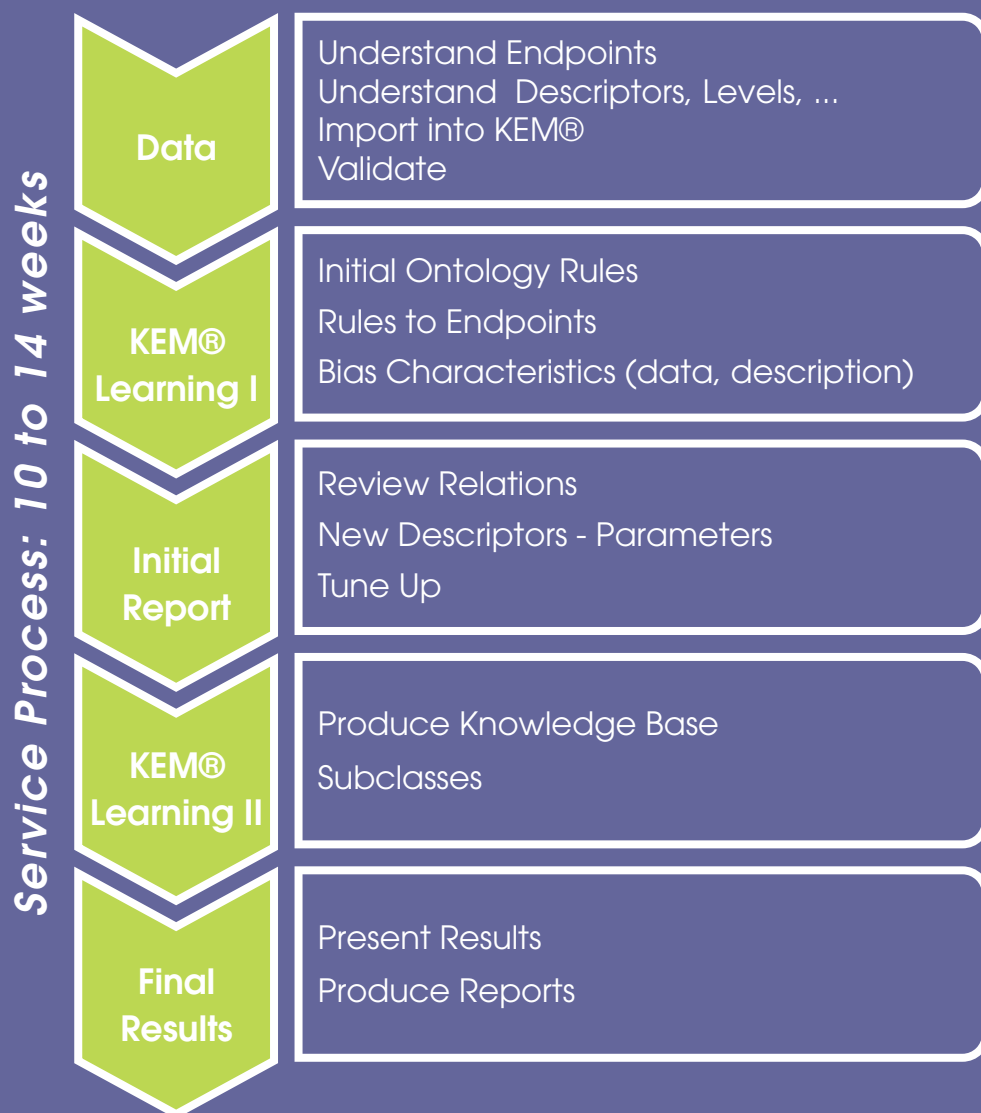 Service Process: 10 to 14 weeks
Data
Understand Endpoints
Understand Descriptors, Levels, ...
Import into KEM®
Validate
KEM®
Learning I
Initial Ontology Rules
Rules to Endpoints
Bias Characteristics (data, description)
Initial
Report
Review Relations
New Descriptors - Parameters
Tune Up
KEM®
Learning II
Produce Knowledge Base
Subclasses
Final
Results
Present Results
Produce Reports